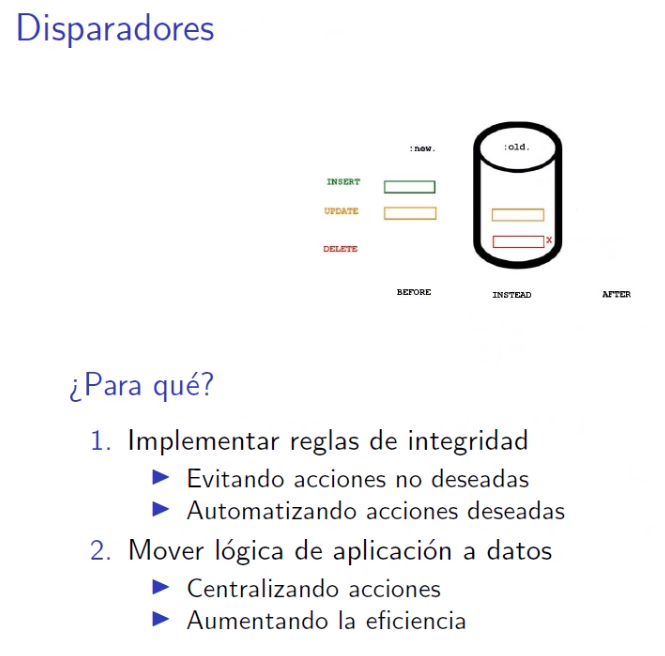 Disparadores
:new. :old.
INSERT
UPDATE
DELETE X
BEFORE INSTEAD AFTER
¿Para qué?
1. Implementar reglas de integridad
▶ Evitando acciones no deseadas
▶ Automatizando acciones deseadas
2. Mover lógica de aplicación a datos
▶ Centralizando acciones
▶ Aumentando la eficiencia